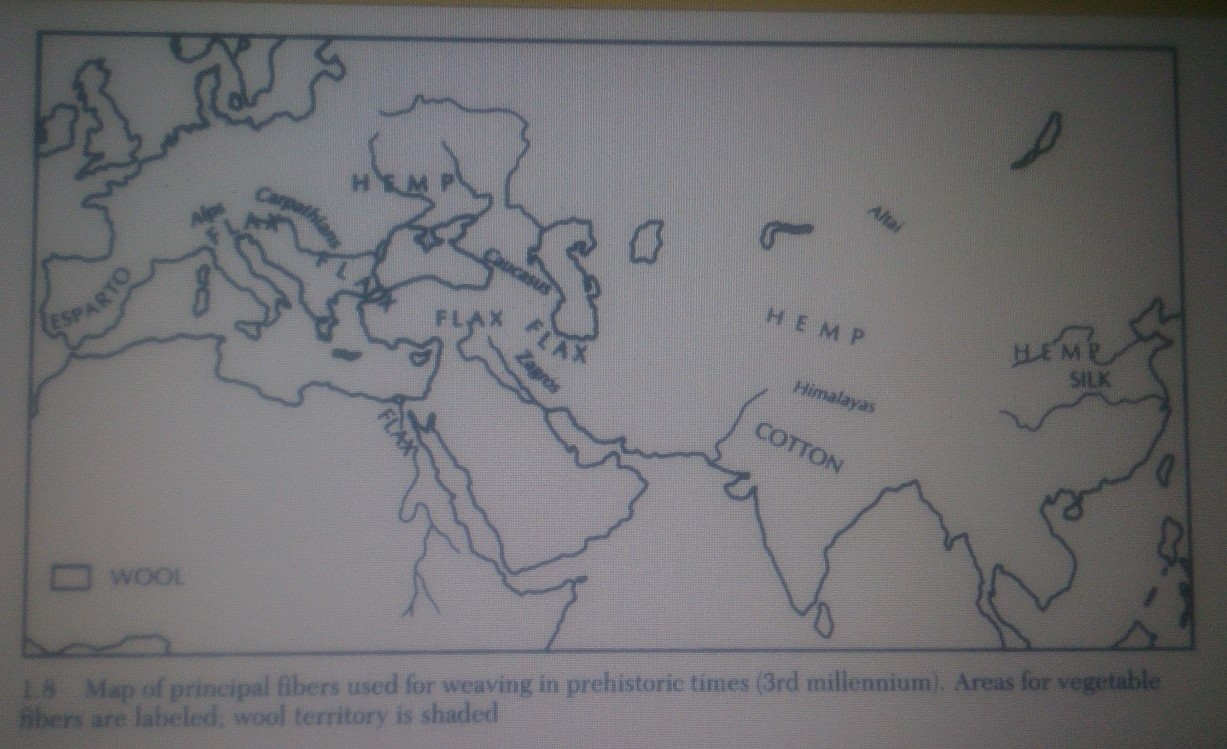 HEMP
Carpathians
Alps
FLAX
FLAX
Caucasus
ESPARTO
FLAX
FLAX
Zagros
FLAX
Altai
HEMP
HEMP
SILK
Himalayas
COTTON
WOOL
1.8 Map of principal fibers used for weaving in prehistoric times (3rd millennium). Areas for vegetable
fibers are labeled; wool territory is shaded